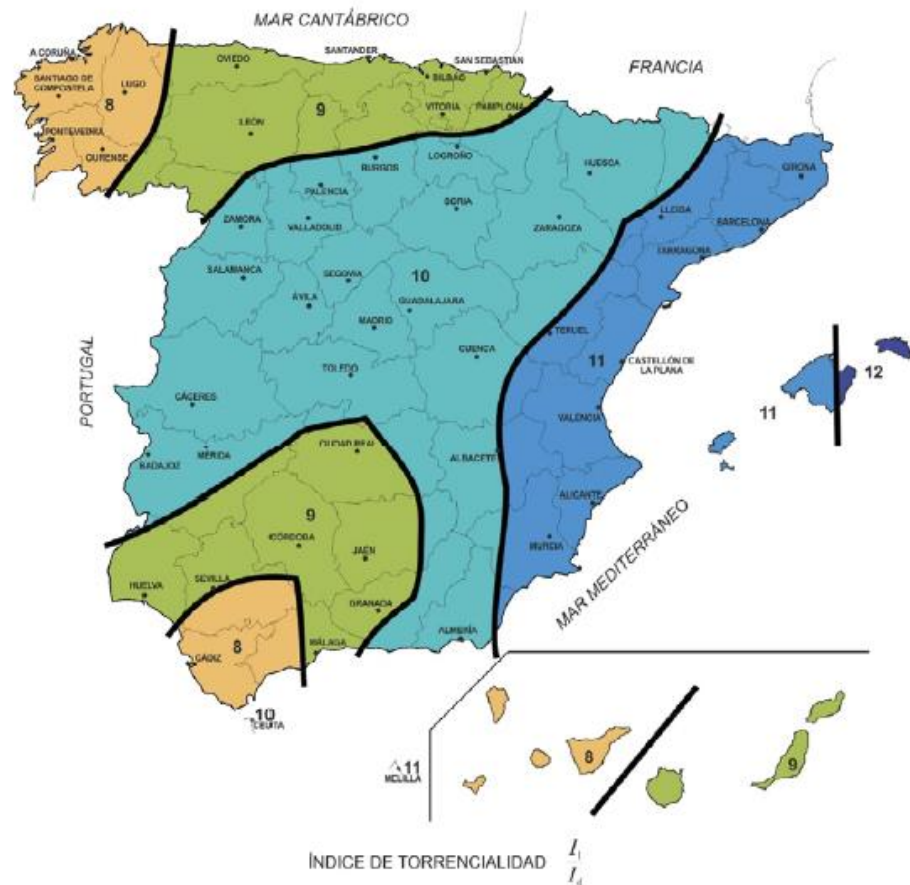 MAR CANTÁBRICO
A CORUÑA
SANTIAGO DE
COMPOSTELA
LUGO
8
PONTEVEDRA
OURENSE
OVIEDO
SANTANDER
SAN SEBASTIÁN
BILBAO
LEÓN
9
VITORIA
PAMPLONA
FRANCIA
BURGOS
LOGROÑO
HUESCA
PALENCIA
ZAMORA
VALLADOLID
SORIA
ZARAGOZA
LLEIDA
GIRONA
BARCELONA
TARRAGONA
SALAMANCA
SEGOVIA
10
ÁVILA
GUADALAJARA
MADRID
TERUEL
CUENCA
11
CASTELLÓN DE
LA PLANA
TOLEDO
PORTUGAL
CÁCERES
VALENCIA
11
12
BADAJOZ
MÉRIDA
CIUDAD REAL
ALBACETE
ALICANTE
MURCIA
MAR MEDITERRÁNEO
9
CÓRDOBA
JAÉN
HUELVA
SEVILLA
GRANADA
8
CÁDIZ
MÁLAGA
ALMERÍA
10
CEUTA
11
MELILLA
8
9
ÍNDICE DE TORRENCIALIDAD I₁/I_d